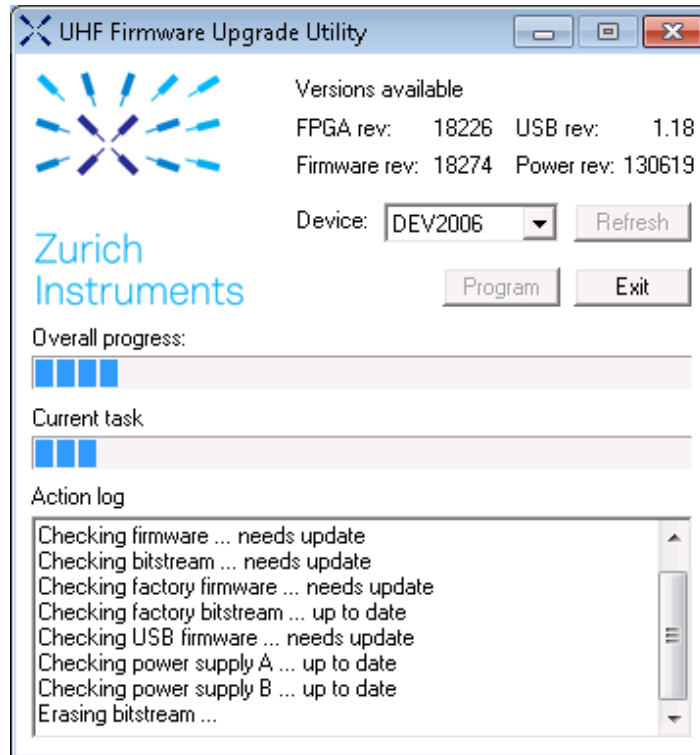 UHF Firmware Upgrade Utility
Versions available
FPGA rev: 18226 USB rev: 1.18
Firmware rev: 18274 Power rev: 130619
Device: DEV2006 Refresh
Zurich
Instruments
Program Exit
Overall progress:
Current task
Action log
Checking firmware ... needs update
Checking bitstream ... needs update
Checking factory firmware ... needs update
Checking factory bitstream ... up to date
Checking USB firmware ... needs update
Checking power supply A ... up to date
Checking power supply B ... up to date
Erasing bitstream ...